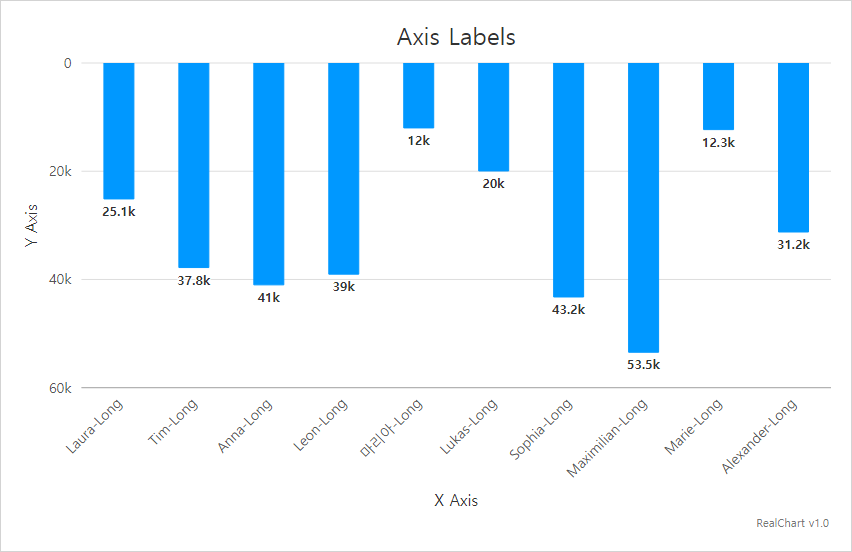 Axis Labels
0
20k
40k
60k
Y Axis
25.1k
37.8k
41k
39k
12k
20k
43.2k
53.5k
12.3k
31.2k
Laura-Long
Tim-Long
Anna-Long
Leon-Long
마리아-Long
Lukas-Long
Sophia-Long
Maximilian-Long
Marie-Long
Alexander-Long
X Axis
RealChart v1.0